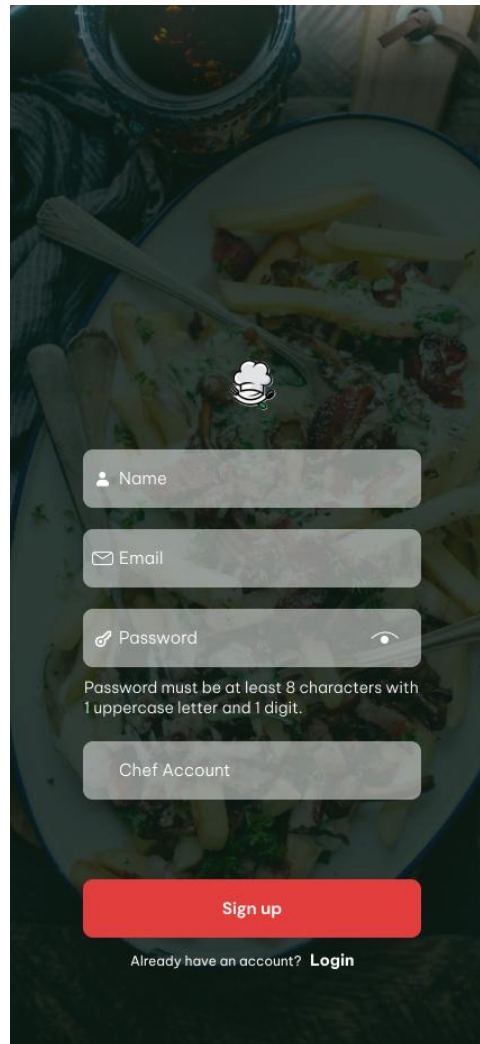 Name
Email
Password
Password must be at least 8 characters with
1 uppercase letter and 1 digit.
Chef Account
Sign up
Already have an account? Login